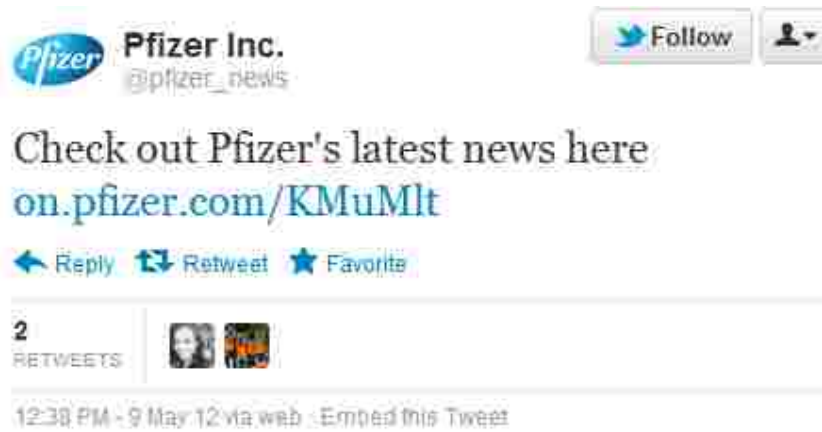 Pfizer
Pfizer Inc.
@pfizer_news
Follow
Check out Pfizer's latest news here
on.pfizer.com/KMuMlt
Reply Retweet Favorite
2
RETWEETS
12:38 PM - 9 May 12 via web · Embed this Tweet